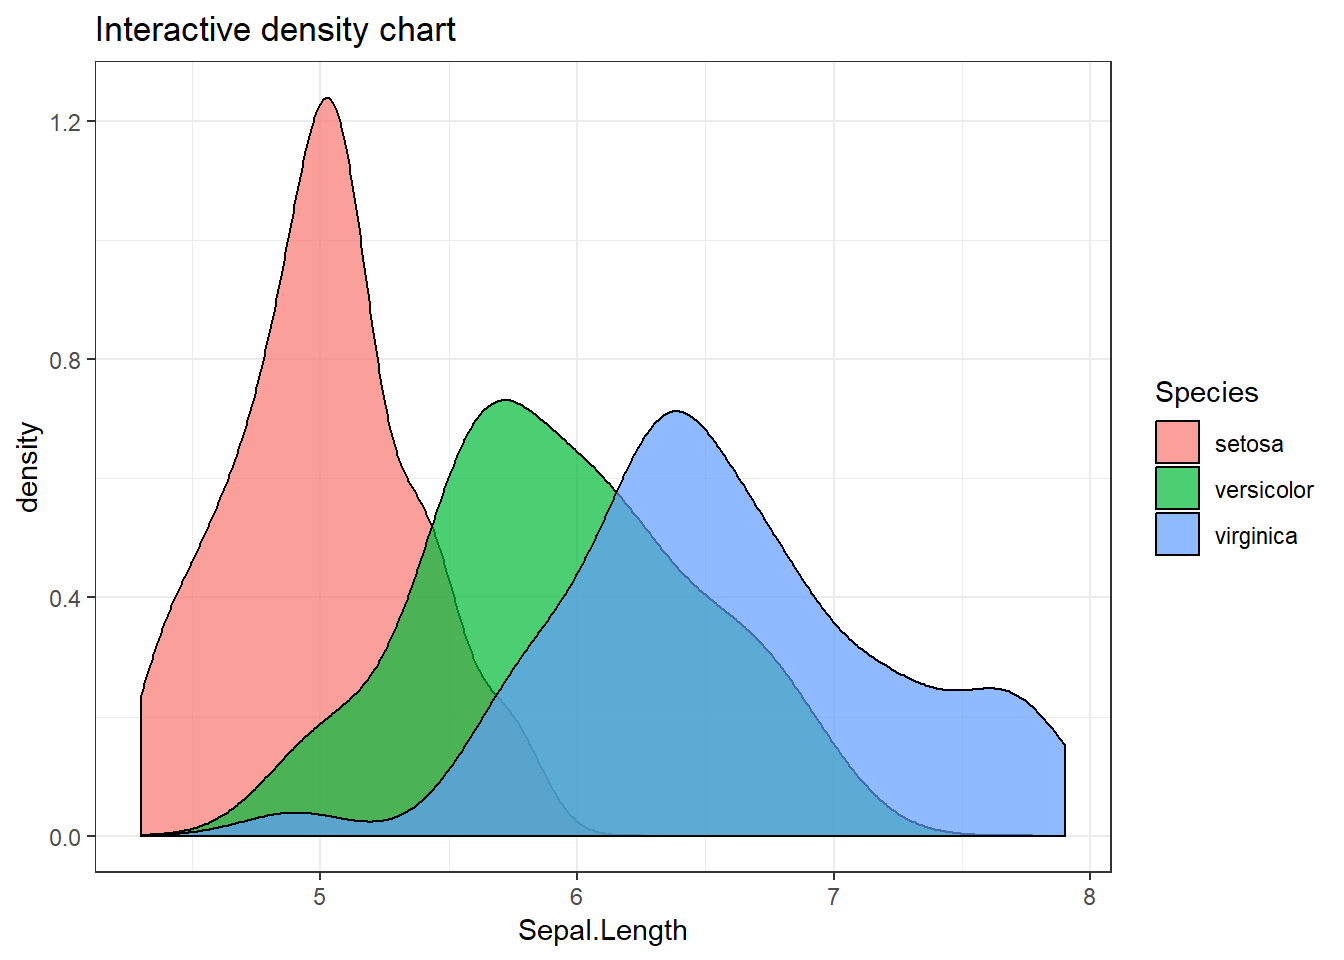 Interactive density chart
density
1.2
0.8
0.4
0.0
5
6
7
8
Sepal.Length
Species
setosa
versicolor
virginica